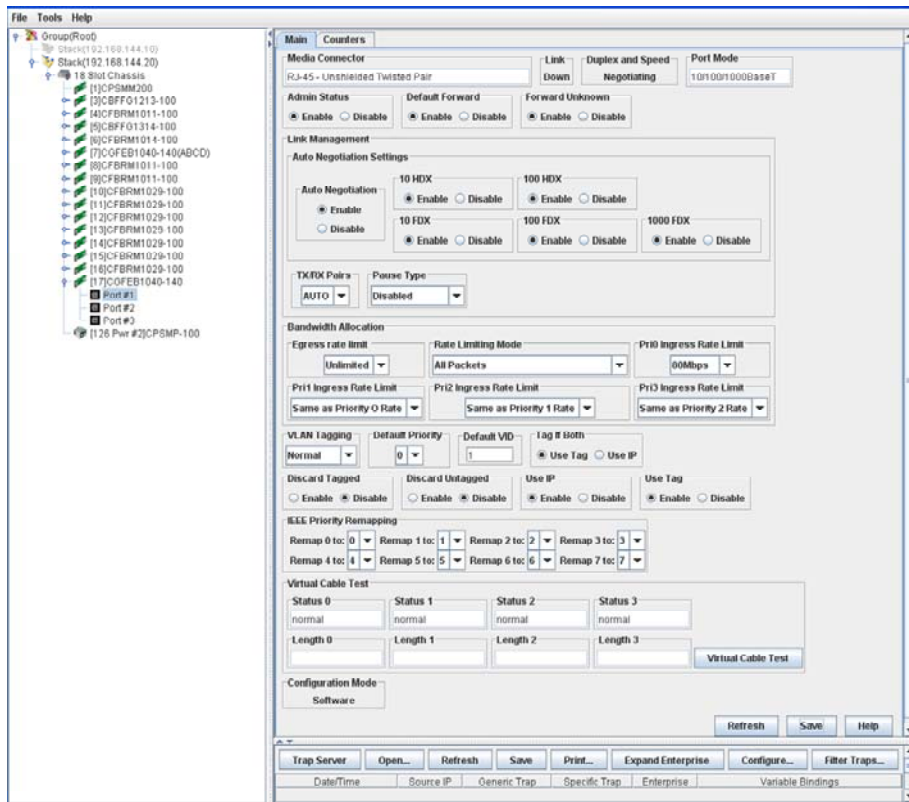 File Tools Help
Group(Root)
Stack(192.168.144.10)
Stack(192.168.144.20)
18 Slot Chassis
[1]CPSMM200
[3]CBFFG1213-100
[4]CFBRM1011-100
[5]CBFFG1314-100
[6]CFBRM1014-100
[7]CGFEB1040-140(ABCD)
[8]CFBRM1011-100
[9]CFBRM1011-100
[10]CFBRM1029-100
[11]CFBRM1029-100
[12]CFBRM1029-100
[13]CFBRM1029-100
[14]CFBRM1029-100
[15]CFBRM1029-100
[16]CFBRM1029-100
[17]CGFEB1040-140
Port #1
Port #2
Port #3
[126 Pwr #2]CPSMP-100
Main Counters
Media Connector Link Duplex and Speed Port Mode
RJ-45 - Unshielded Twisted Pair Down Negotiating 10/100/1000BaseT
Admin Status Default Forward Forward Unknown
Enable Disable Enable Disable Enable Disable
Link Management
Auto Negotiation Settings
10 HDX 100 HDX
Auto Negotiation
Enable Disable Enable Disable
Enable
10 FDX 100 FDX 1000 FDX
Disable
Enable Disable Enable Disable Enable Disable
TX/RX Pairs Pause Type
AUTO Disabled
Bandwidth Allocation
Egress rate limit Rate Limiting Mode Pri0 Ingress Rate Limit
Unlimited All Packets 00Mbps
Pri1 Ingress Rate Limit Pri2 Ingress Rate Limit Pri3 Ingress Rate Limit
Same as Priority 0 Rate Same as Priority 1 Rate Same as Priority 2 Rate
VLAN Tagging Default Priority Default VID Tag If Both
Normal 0 1 Use Tag Use IP
Discard Tagged Discard Untagged Use IP Use Tag
Enable Disable Enable Disable Enable Disable Enable Disable
IEEE Priority Remapping
Remap 0 to: 0 Remap 1 to: 1 Remap 2 to: 2 Remap 3 to: 3
Remap 4 to: 4 Remap 5 to: 5 Remap 6 to: 6 Remap 7 to: 7
Virtual Cable Test
Status 0 Status 1 Status 2 Status 3
normal normal normal normal
Length 0 Length 1 Length 2 Length 3
Virtual Cable Test
Configuration Mode
Software
Refresh Save Help
Trap Server Open... Refresh Save Print... Expand Enterprise Configure... Filter Traps...
Date/Time Source IP Generic Trap Specific Trap Enterprise Variable Bindings